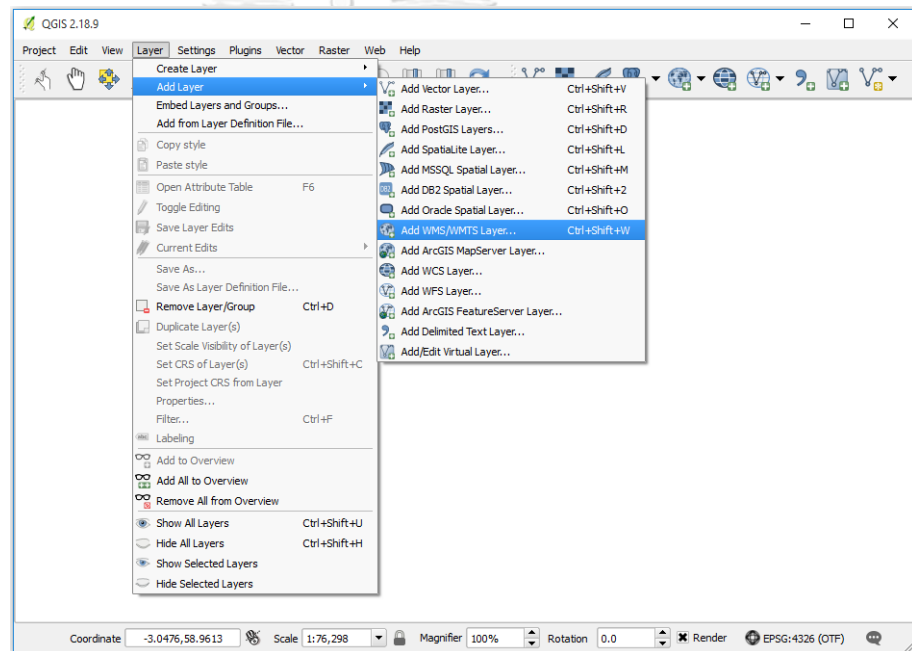 QGIS 2.18.9
Project Edit View Layer Settings Plugins Vector Raster Web Help
Create Layer
Add Layer
Embed Layers and Groups...
Add from Layer Definition File...
Copy style
Paste style
Open Attribute Table F6
Toggle Editing
Save Layer Edits
Current Edits
Save As...
Save As Layer Definition File...
Remove Layer/Group Ctrl+D
Duplicate Layer(s)
Set Scale Visibility of Layer(s)
Set CRS of Layer(s) Ctrl+Shift+C
Set Project CRS from Layer
Properties...
Filter... Ctrl+F
Labeling
Add to Overview
Add All to Overview
Remove All from Overview
Show All Layers Ctrl+Shift+U
Hide All Layers Ctrl+Shift+H
Show Selected Layers
Hide Selected Layers
Add Vector Layer... Ctrl+Shift+V
Add Raster Layer... Ctrl+Shift+R
Add PostGIS Layers... Ctrl+Shift+D
Add SpatiaLite Layer... Ctrl+Shift+L
Add MSSQL Spatial Layer... Ctrl+Shift+M
Add DB2 Spatial Layer... Ctrl+Shift+2
Add Oracle Spatial Layer... Ctrl+Shift+O
Add WMS/WMTS Layer... Ctrl+Shift+W
Add ArcGIS MapServer Layer...
Add WCS Layer...
Add WFS Layer...
Add ArcGIS FeatureServer Layer...
Add Delimited Text Layer...
Add/Edit Virtual Layer...
Coordinate -3.0476,58.9613 Scale 1:76,298 Magnifier 100% Rotation 0.0 Render EPSG:4326 (OTF)